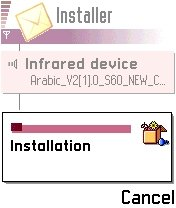 Installer
Infrared device
Arabic_V2[1].0_S60_NEW_C...
Installation
Cancel